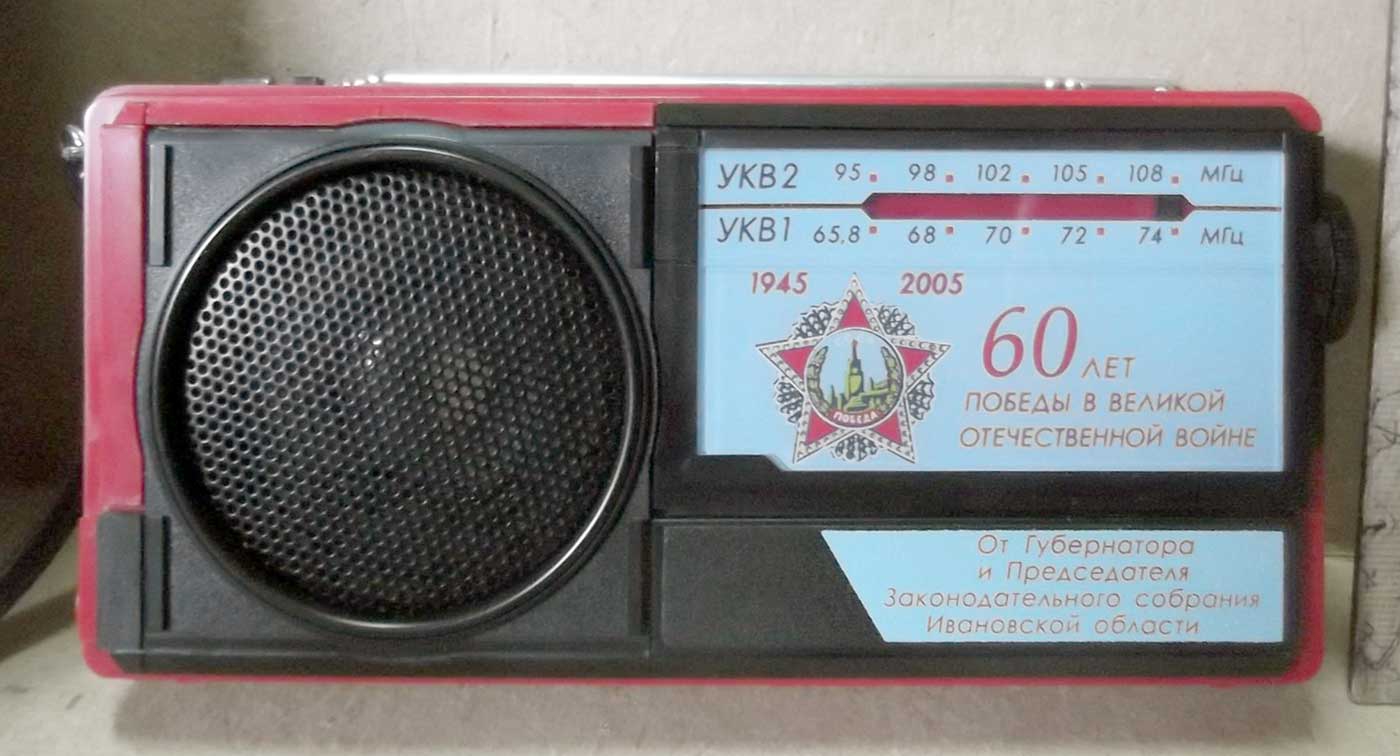 УКВ2 95 98 102 105 108 МГц
УКВ1 65,8 68 70 72 74 МГц
1945 2005
60 ЛЕТ
ПОБЕДЫ В ВЕЛИКОЙ
ОТЕЧЕСТВЕННОЙ ВОЙНЕ
ПОБЕДА
От Губернатора
и Председателя
Законодательного собрания
Ивановской области